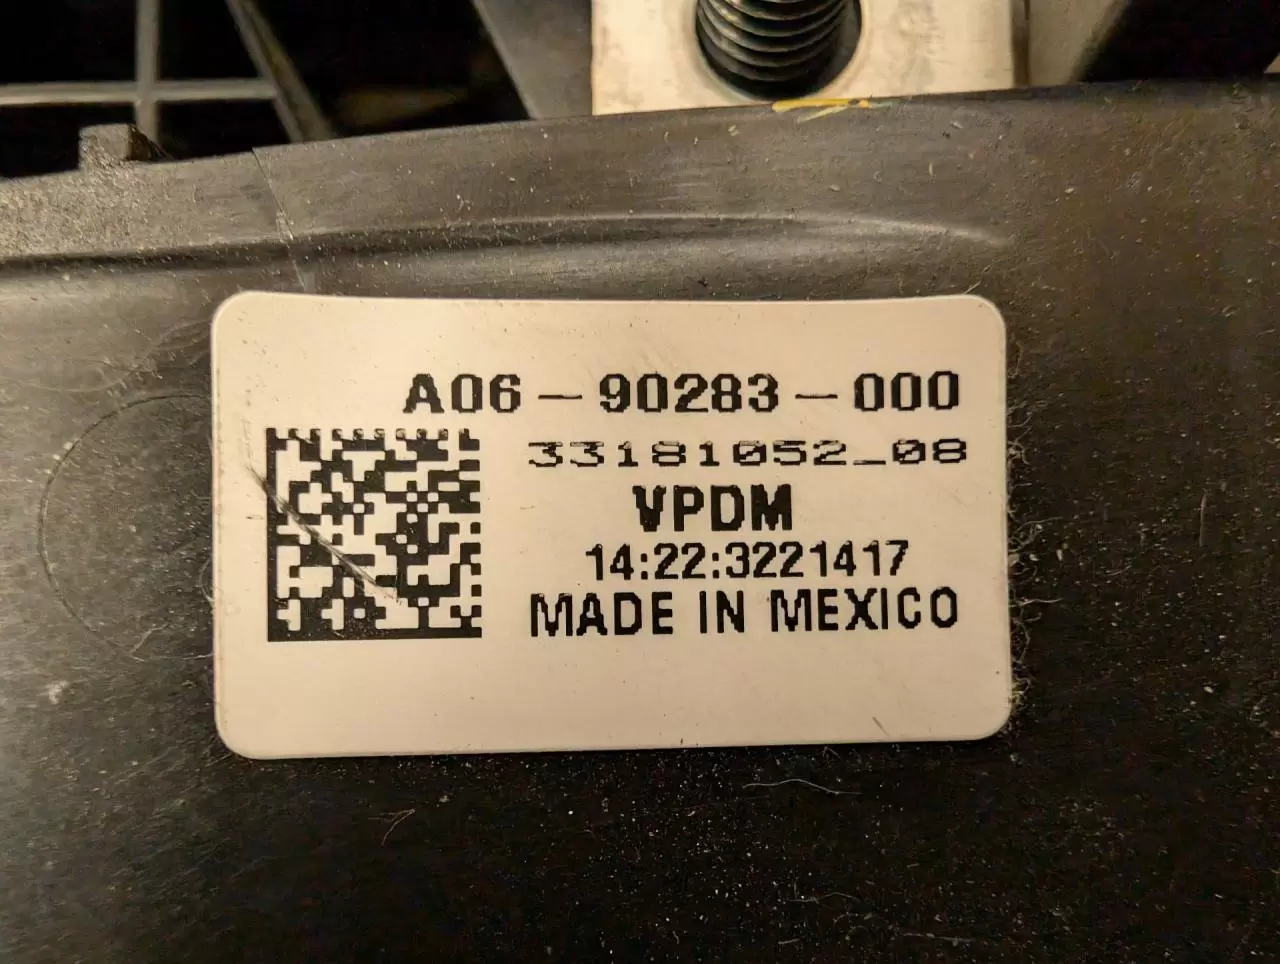 A06-90283-000
33181052_08
VPDM
14:22:3221417
MADE IN MEXICO